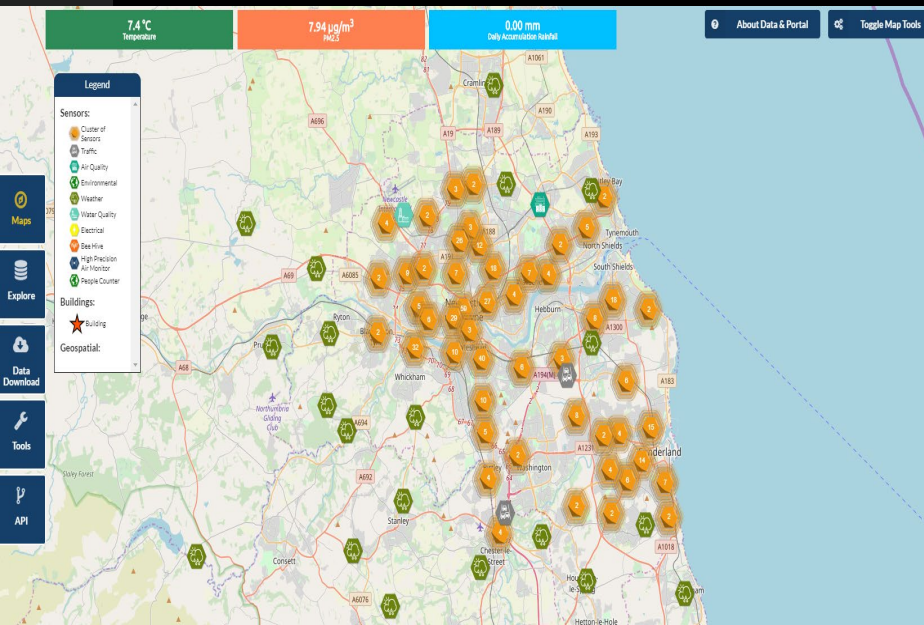 7.4 °C
Temperature
7.94 µg/m³
PM2.5
0.00 mm
Daily Accumulation Rainfall
About Data & Portal
Toggle Map Tools
Legend
Sensors:
Cluster of
Sensors
Traffic
Air Quality
Environmental
Weather
Water Quality
Electrical
Bee Hive
High Precision
Air Monitor
People Counter
Buildings:
Building
Geospatial:
Maps
Explore
Data
Download
Tools
API
A1061
A696
A190
A19
A189
A193
Tynemouth
North Shields
South Shields
A69
A6085
Ryton
Hebburn
A1300
A68
Whickham
A194(M)
A183
Northumbria
Gliding
Club
A694
A1231
A692
Slaley Forest
Stanley
Consett
Chester-le-
Street
A1018
A6076
Hetton-le-Hole